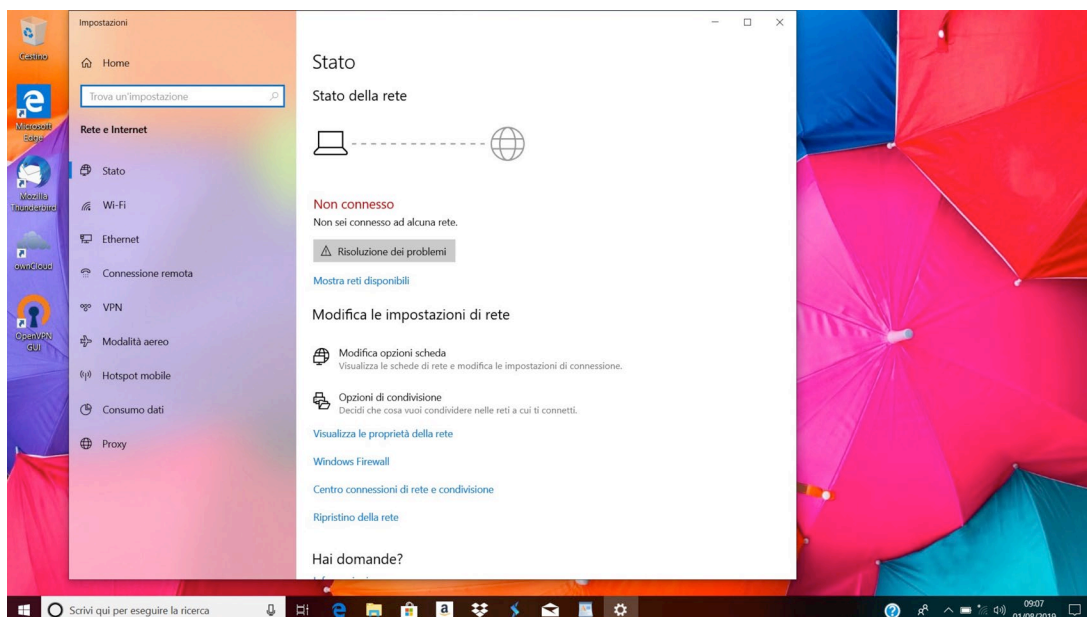 Cestino
Microsoft
Edge
Mozilla
Thunderbird
ownCloud
OpenVPN
GUI
Impostazioni
Home
Trova un'impostazione
Rete e Internet
Stato
Wi-Fi
Ethernet
Connessione remota
VPN
Modalità aereo
Hotspot mobile
Consumo dati
Proxy
Stato
Stato della rete
Non connesso
Non sei connesso ad alcuna rete.
Risoluzione dei problemi
Mostra reti disponibili
Modifica le impostazioni di rete
Modifica opzioni scheda
Visualizza le schede di rete e modifica le impostazioni di connessione.
Opzioni di condivisione
Decidi che cosa vuoi condividere nelle reti a cui ti connetti.
Visualizza le proprietà della rete
Windows Firewall
Centro connessioni di rete e condivisione
Ripristino della rete
Hai domande?
Scrivi qui per eseguire la ricerca
a
09:07
01/08/2019